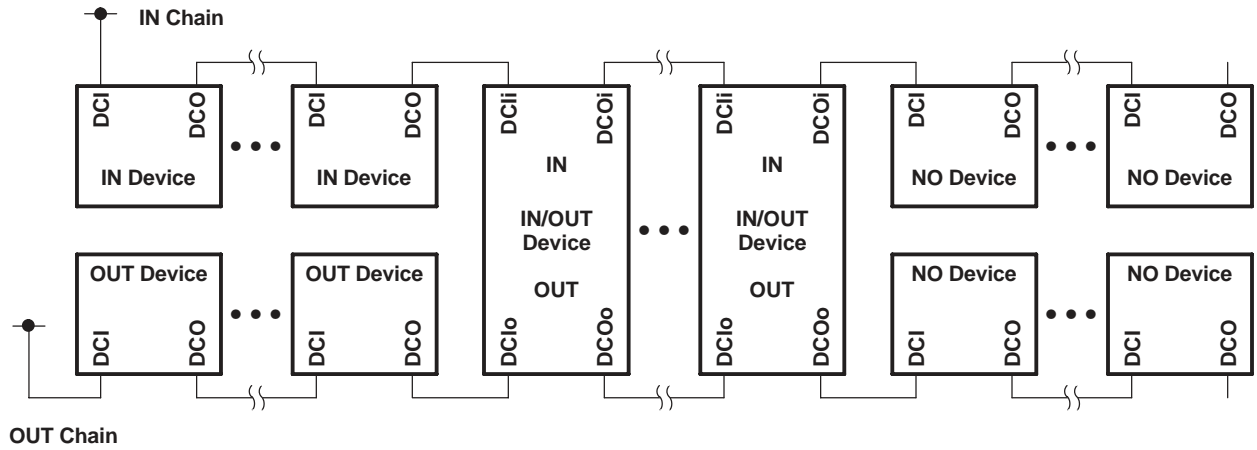 IN Chain
DCI
DCO
IN Device
DCI
DCO
IN Device
DCIi
DCOi
IN
IN/OUT
Device
OUT
DCIo
DCOo
DCIi
DCOi
IN
IN/OUT
Device
OUT
DCIo
DCOo
DCI
DCO
NO Device
DCI
DCO
NO Device
OUT Device
DCI
DCO
OUT Device
DCI
DCO
NO Device
DCI
DCO
NO Device
DCI
DCO
OUT Chain